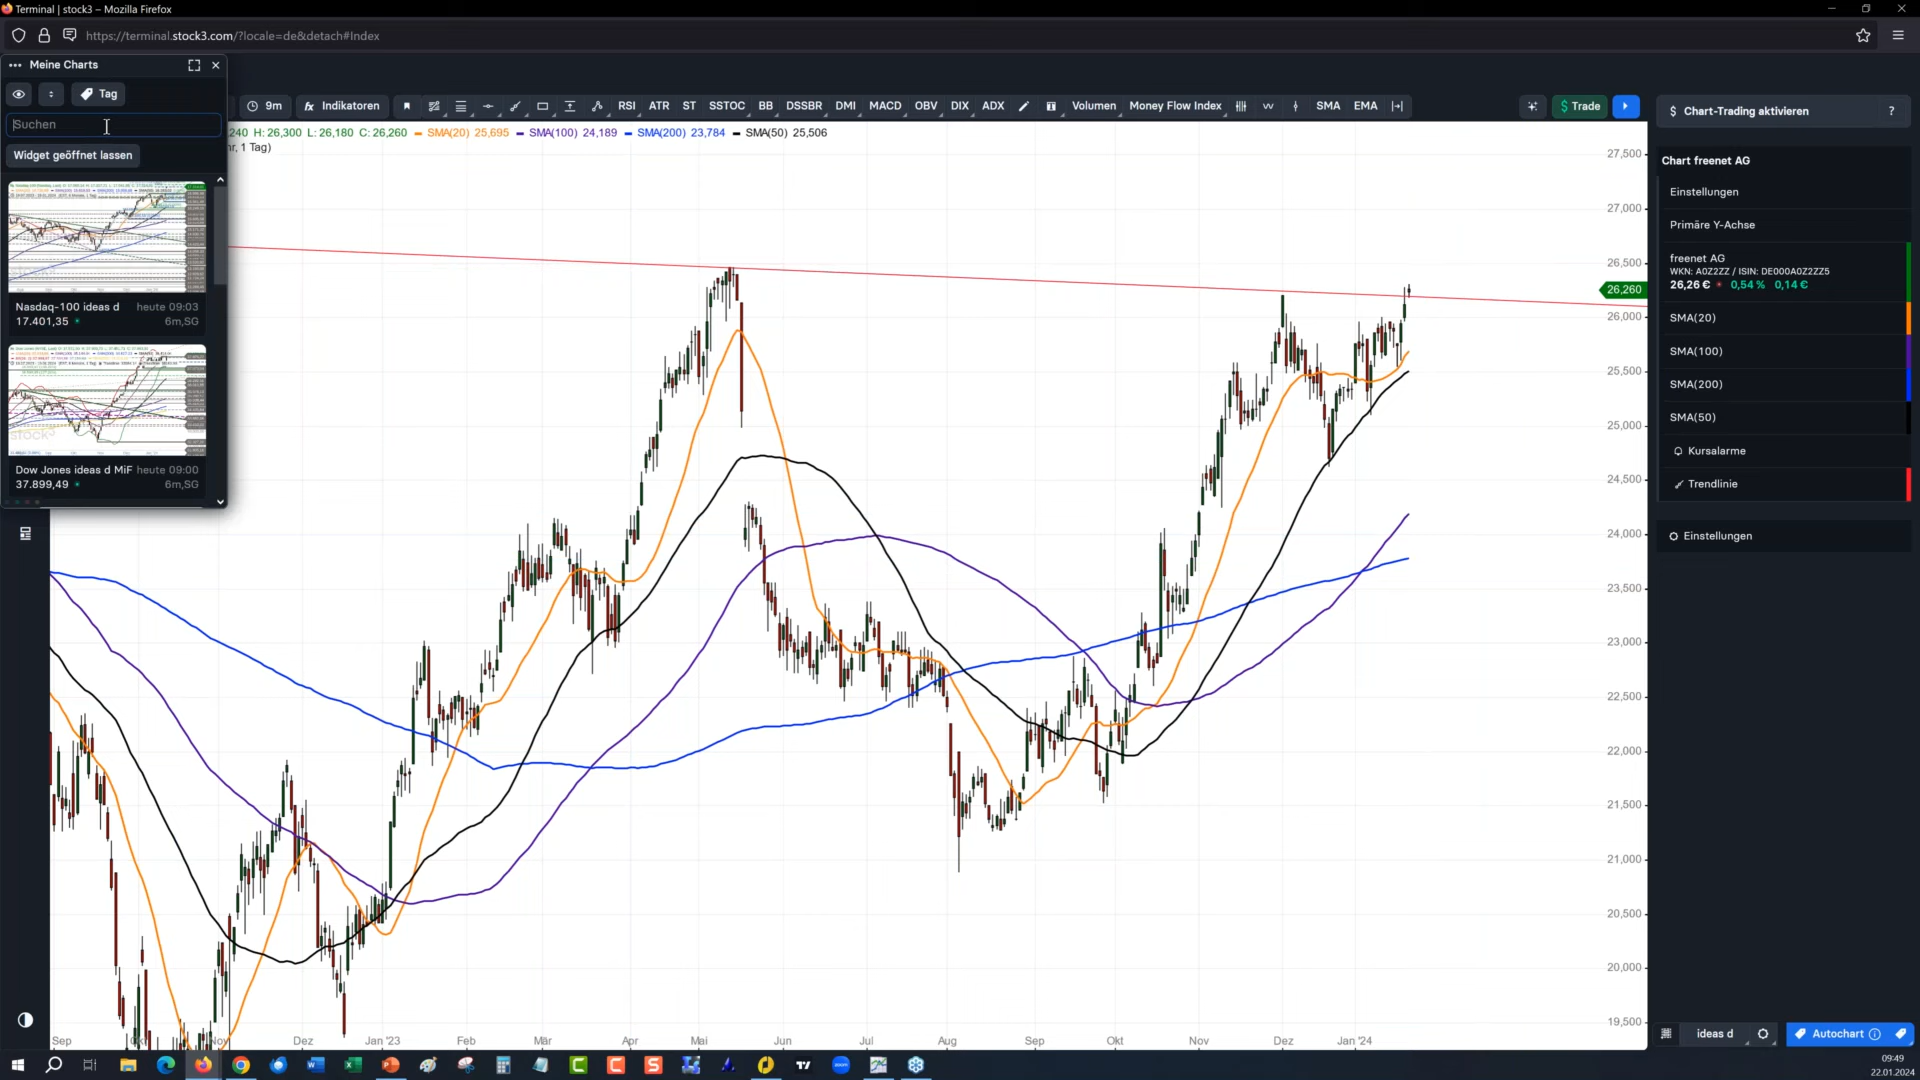 Terminal | stock3 – Mozilla Firefox
https://terminal.stock3.com/?locale=de&detach#Index
Meine Charts
Tag
Suchen
Widget geöffnet lassen
Nasdaq-100 ideas d heute 09:03
17.401,35 6m,SG
Dow Jones ideas d MiF heute 09:00
37.899,49 6m,SG
9m fx Indikatoren RSI ATR ST SSTOC BB DSSBR DMI MACD OBV DIX ADX Volumen Money Flow Index SMA EMA $ Trade
240 H: 26,300 L: 26,180 C: 26,260 SMA(20) 25,695 SMA(100) 24,189 SMA(200) 23,784 SMA(50) 25,506
hr, 1 Tag)
27,500
27,000
26,500
26,260
26,000
25,500
25,000
24,500
24,000
23,500
23,000
22,500
22,000
21,500
21,000
20,500
20,000
19,500
Sep Okt Nov Dez Jan '23 Feb Mär Apr Mai Jun Jul Aug Sep Okt Nov Dez Jan '24
$ Chart-Trading aktivieren ?
Chart freenet AG
Einstellungen
Primäre Y-Achse
freenet AG
WKN: A0Z2ZZ / ISIN: DE000A0Z2ZZ5
26,26 € 0,54 % 0,14 €
SMA(20)
SMA(100)
SMA(200)
SMA(50)
Kursalarme
Trendlinie
Einstellungen
ideas d
Autochart
09:49
22.01.2024